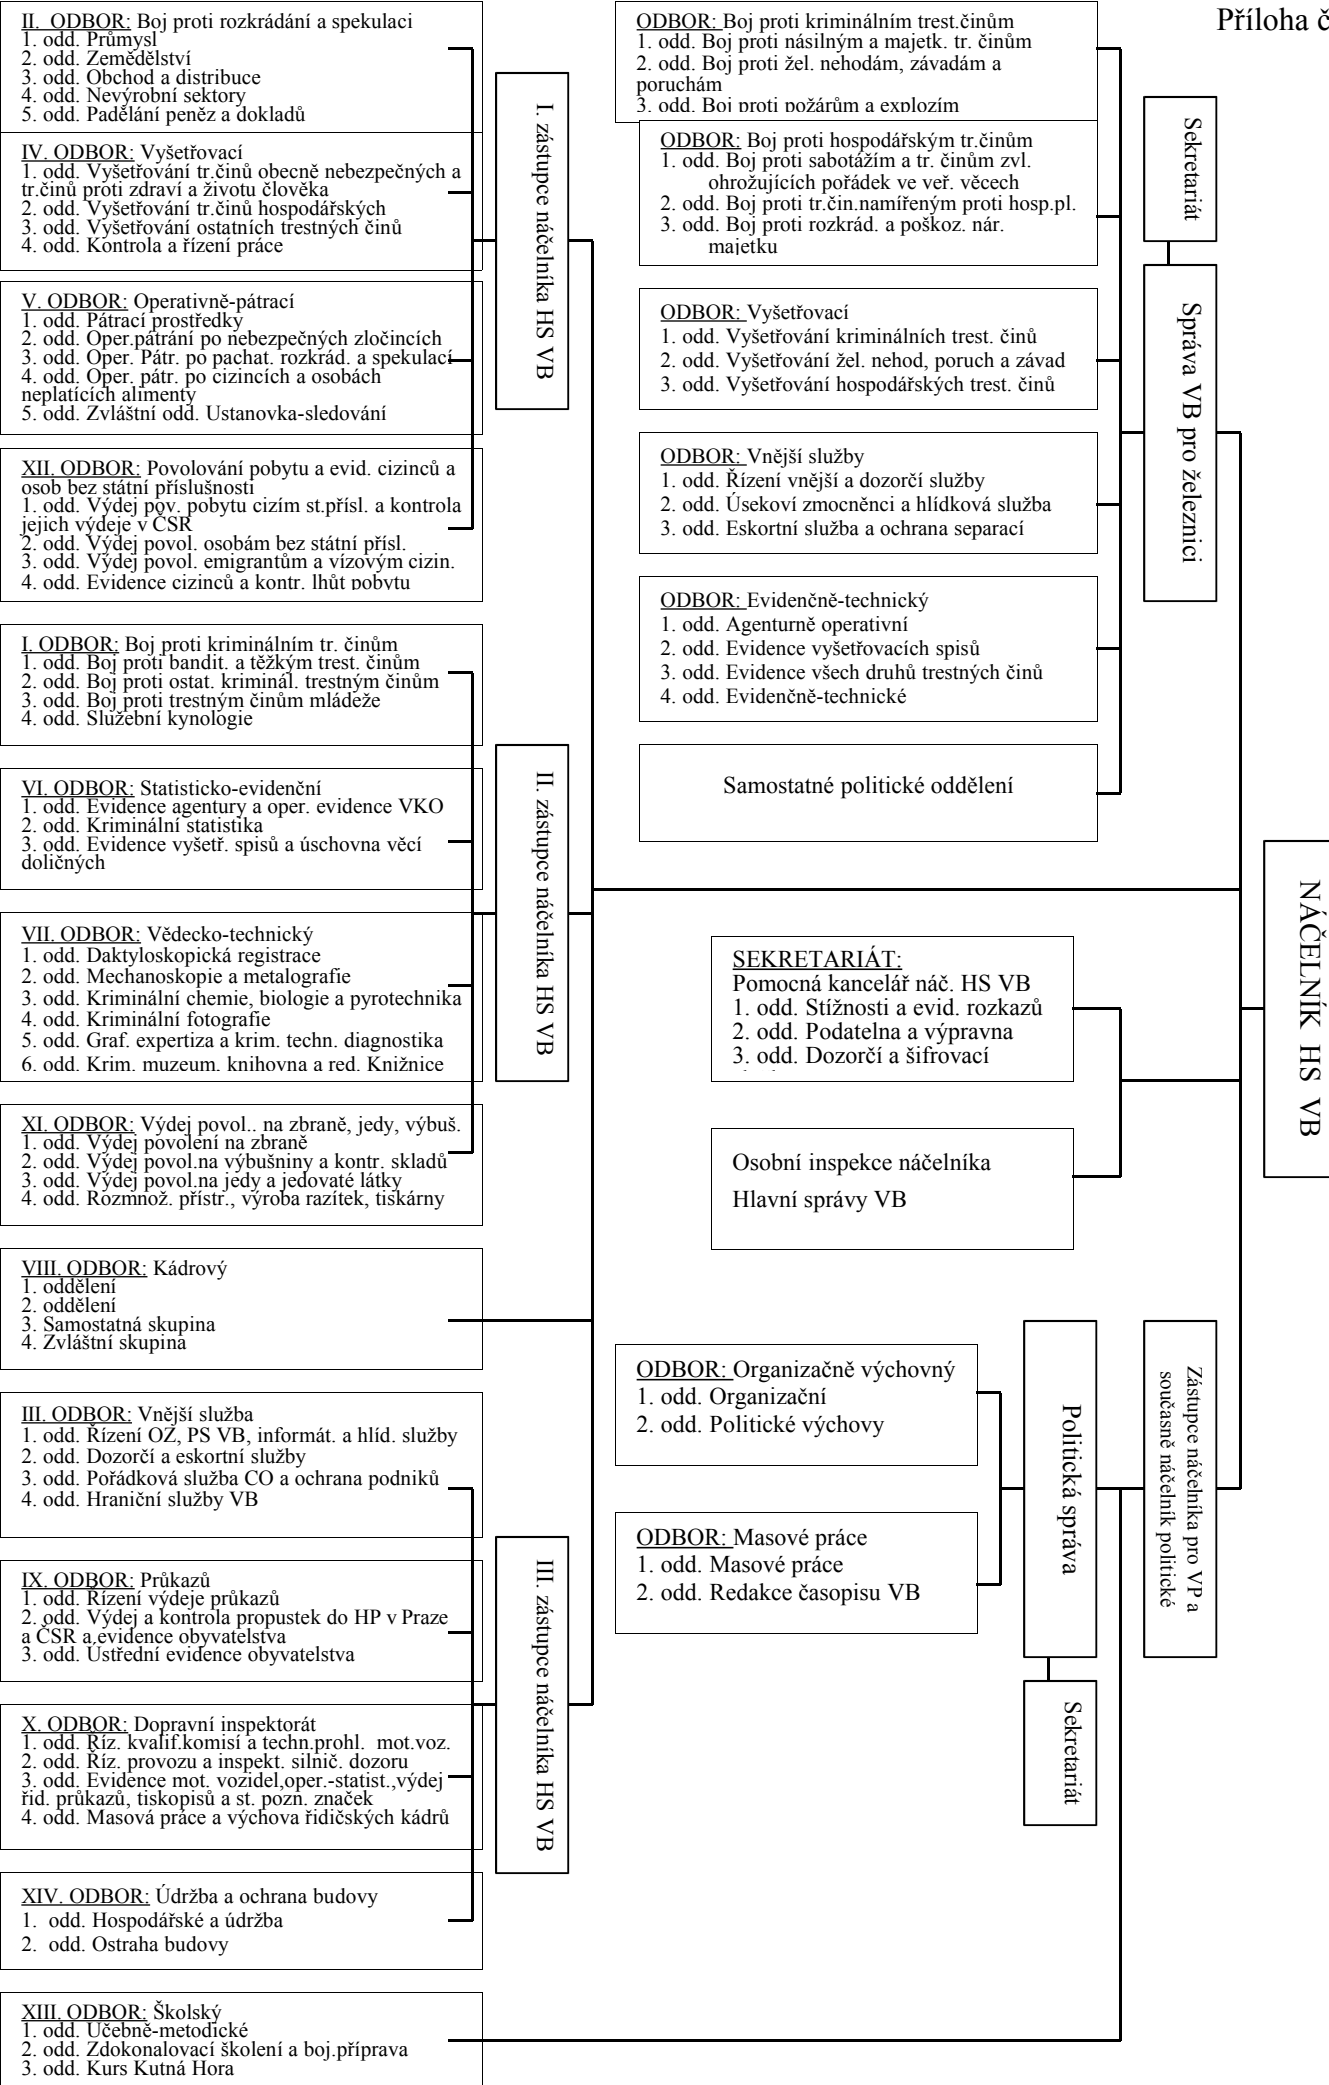 Příloha č
II. ODBOR: Boj proti rozkrádání a spekulaci
1. odd. Průmysl
2. odd. Zemědělství
3. odd. Obchod a distribuce
4. odd. Nevýrobní sektory
5. odd. Padělání peněz a dokladů
IV. ODBOR: Vyšetřovací
1. odd. Vyšetřování tr.činů obecně nebezpečných a
tr.činů proti zdraví a životu člověka
2. odd. Vyšetřování tr.činů hospodářských
3. odd. Vyšetřování ostatních trestných činů
4. odd. Kontrola a řízení práce
V. ODBOR: Operativně-pátrací
1. odd. Pátrací prostředky
2. odd. Oper.pátrání po nebezpečných zločincích
3. odd. Oper. Pátr. po pachat. rozkrád. a spekulací
4. odd. Oper. pátr. po cizincích a osobách
neplatících alimenty
5. odd. Zvláštní odd. Ustanovka-sledování
XII. ODBOR: Povolování pobytu a evid. cizinců a
osob bez státní příslušnosti
1. odd. Výdej pov. pobytu cizím st.přísl. a kontrola
jejich výdeje v ČSR
2. odd. Výdej povol. osobám bez státní přísl.
3. odd. Výdej povol. emigrantům a vízovým cizin.
4. odd. Evidence cizinců a kontr. lhůt pobytu
I. zástupce náčelníka HS VB
I. ODBOR: Boj proti kriminálním tr. činům
1. odd. Boj proti bandit. a těžkým trest. činům
2. odd. Boj proti ostat. kriminál. trestným činům
3. odd. Boj proti trestným činům mládeže
4. odd. Služební kynologie
VI. ODBOR: Statisticko-evidenční
1. odd. Evidence agentury a oper. evidence VKO
2. odd. Kriminální statistika
3. odd. Evidence vyšetř. spisů a úschovna věcí
doličných
VII. ODBOR: Vědecko-technický
1. odd. Daktyloskopická registrace
2. odd. Mechanoskopie a metalografie
3. odd. Kriminální chemie, biologie a pyrotechnika
4. odd. Kriminální fotografie
5. odd. Graf. expertiza a krim. techn. diagnostika
6. odd. Krim. muzeum. knihovna a red. Knižnice
XI. ODBOR: Výdej povol.. na zbraně, jedy, výbuš.
1. odd. Výdej povolení na zbraně
2. odd. Výdej povol.na výbušniny a kontr. skladů
3. odd. Výdej povol.na jedy a jedovaté látky
4. odd. Rozmnož. přístr., výroba razítek, tiskárny
II. zástupce náčelníka HS VB
VIII. ODBOR: Kádrový
1. oddělení
2. oddělení
3. Samostatná skupina
4. Zvláštní skupina
III. ODBOR: Vnější služba
1. odd. Řízení OZ, PS VB, informát. a hlíd. služby
2. odd. Dozorčí a eskortní služby
3. odd. Pořádková služba CO a ochrana podniků
4. odd. Hraniční služby VB
IX. ODBOR: Průkazů
1. odd. Řízení výdeje průkazů
2. odd. Výdej a kontrola propustek do HP v Praze
a ČSR a evidence obyvatelstva
3. odd. Ústřední evidence obyvatelstva
X. ODBOR: Dopravní inspektorát
1. odd. Říz. kvalif.komisí a techn.prohl. mot.voz.
2. odd. Říz. provozu a inspekt. silnič. dozoru
3. odd. Evidence mot. vozidel,oper.-statist.,výdej
řid. průkazů, tiskopisů a st. pozn. značek
4. odd. Masová práce a výchova řidičských kádrů
XIV. ODBOR: Údržba a ochrana budovy
1. odd. Hospodářské a údržba
2. odd. Ostraha budovy
III. zástupce náčelníka HS VB
XIII. ODBOR: Školský
1. odd. Učebně-metodické
2. odd. Zdokonalovací školení a boj.příprava
3. odd. Kurs Kutná Hora
ODBOR: Boj proti kriminálním trest.činům
1. odd. Boj proti násilným a majetk. tr. činům
2. odd. Boj proti žel. nehodám, závadám a
poruchám
3. odd. Boj proti požárům a explozím
ODBOR: Boj proti hospodářským tr.činům
1. odd. Boj proti sabotážím a tr. činům zvl.
ohrožujících pořádek ve veř. věcech
2. odd. Boj proti tr.čin.namířeným proti hosp.pl.
3. odd. Boj proti rozkrád. a poškoz. nár.
majetku
ODBOR: Vyšetřovací
1. odd. Vyšetřování kriminálních trest. činů
2. odd. Vyšetřování žel. nehod, poruch a závad
3. odd. Vyšetřování hospodářských trest. činů
ODBOR: Vnější služby
1. odd. Řízení vnější a dozorčí služby
2. odd. Úsekoví zmocněnci a hlídková služba
3. odd. Eskortní služba a ochrana separací
ODBOR: Evidenčně-technický
1. odd. Agenturně operativní
2. odd. Evidence vyšetřovacích spisů
3. odd. Evidence všech druhů trestných činů
4. odd. Evidenčně-technické
Samostatné politické oddělení
Sekretariát
Správa VB pro železnici
NÁČELNÍK HS VB
SEKRETARIÁT:
Pomocná kancelář náč. HS VB
1. odd. Stížnosti a evid. rozkazů
2. odd. Podatelna a výpravna
3. odd. Dozorčí a šifrovací
Osobní inspekce náčelníka
Hlavní správy VB
ODBOR: Organizačně výchovný
1. odd. Organizační
2. odd. Politické výchovy
ODBOR: Masové práce
1. odd. Masové práce
2. odd. Redakce časopisu VB
Politická správa
Sekretariát
Zástupce náčelníka pro VP a
současně náčelník politické